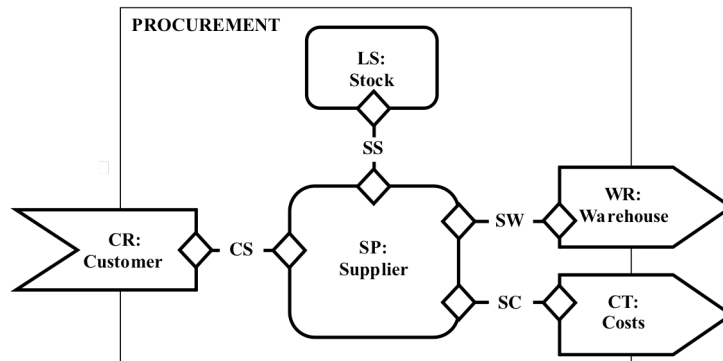 PROCUREMENT
LS:
Stock
SS
CR:
Customer
CS
SP:
Supplier
SW
WR:
Warehouse
SC
CT:
Costs